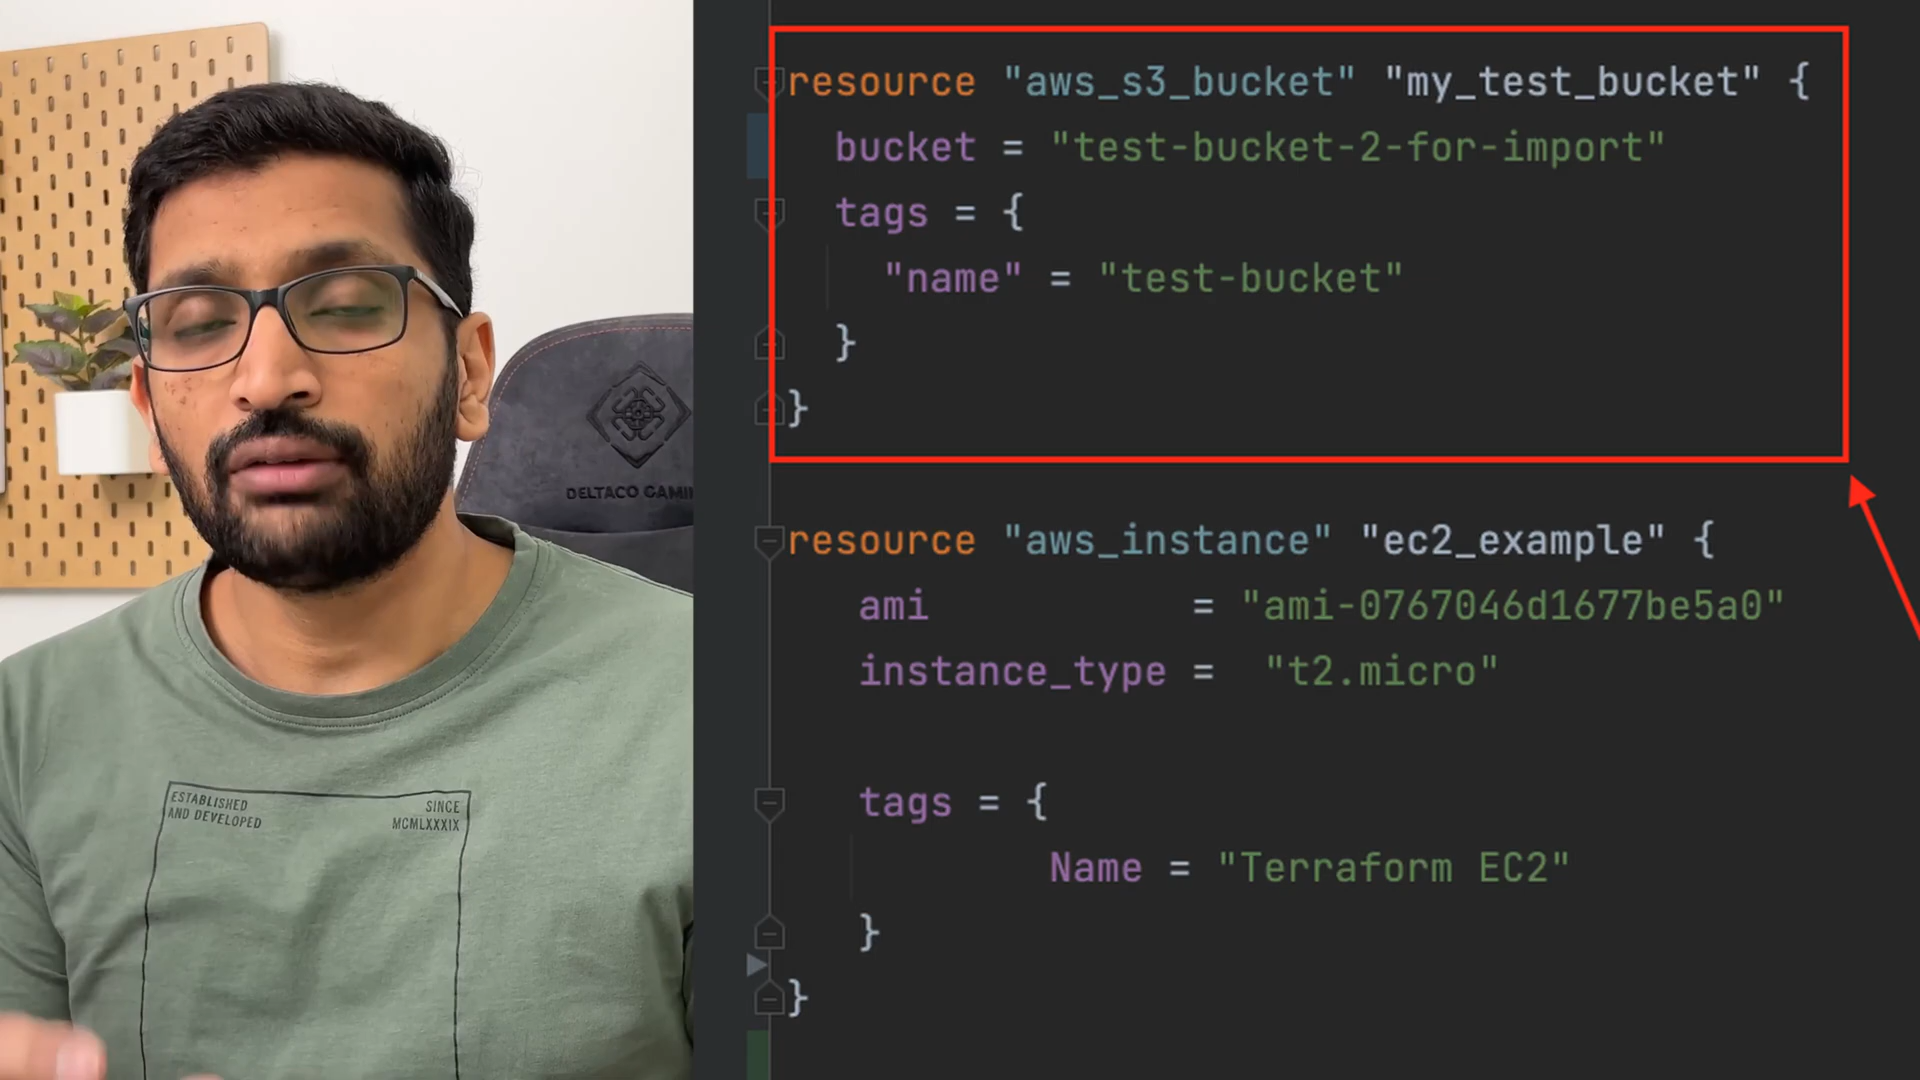 resource "aws_s3_bucket" "my_test_bucket" {
bucket = "test-bucket-2-for-import"
tags = {
"name" = "test-bucket"
}
}
resource "aws_instance" "ec2_example" {
ami = "ami-0767046d1677be5a0"
instance_type = "t2.micro"
tags = {
Name = "Terraform EC2"
}
}
DELTACO GAMIN
ESTABLISHED
AND DEVELOPED
SINCE
MCMLXXXIX